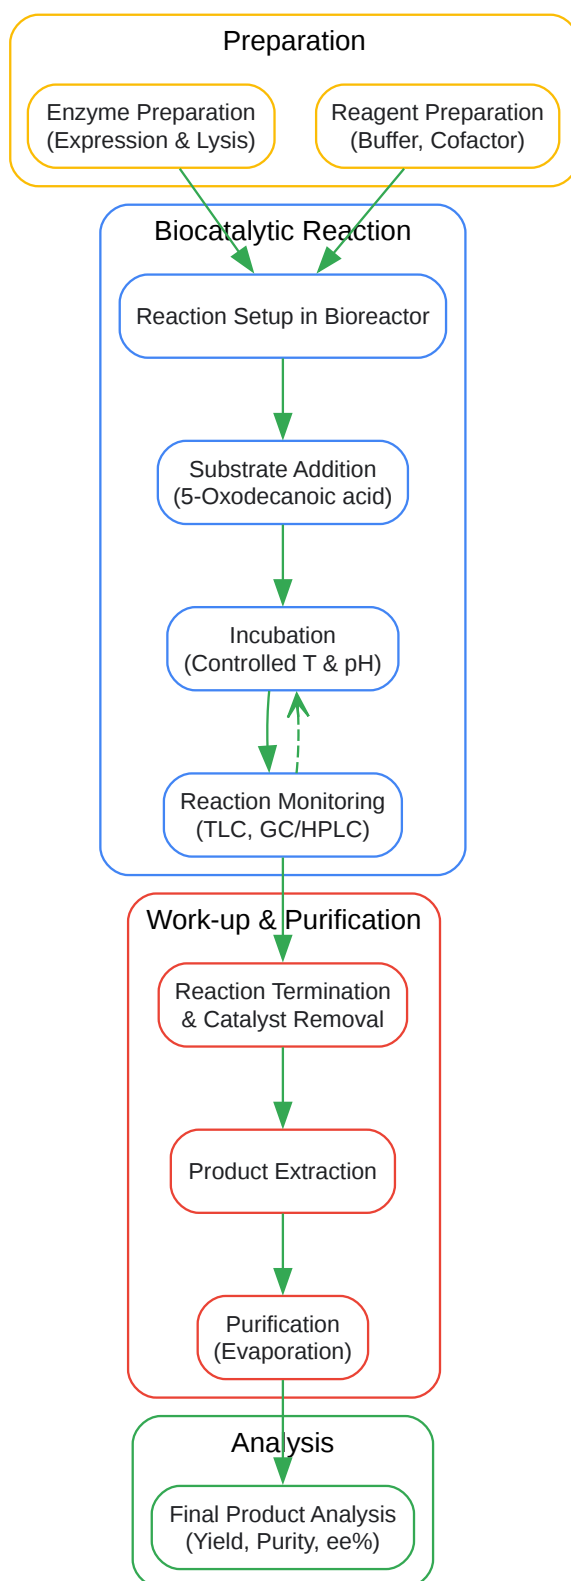 Preparation
Enzyme Preparation
(Expression & Lysis)
Reagent Preparation
(Buffer, Cofactor)
Biocatalytic Reaction
Reaction Setup in Bioreactor
Substrate Addition
(5-Oxodecanoic acid)
Incubation
(Controlled T & pH)
Reaction Monitoring
(TLC, GC/HPLC)
Work-up & Purification
Reaction Termination
& Catalyst Removal
Product Extraction
Purification
(Evaporation)
Analysis
Final Product Analysis
(Yield, Purity, ee%)